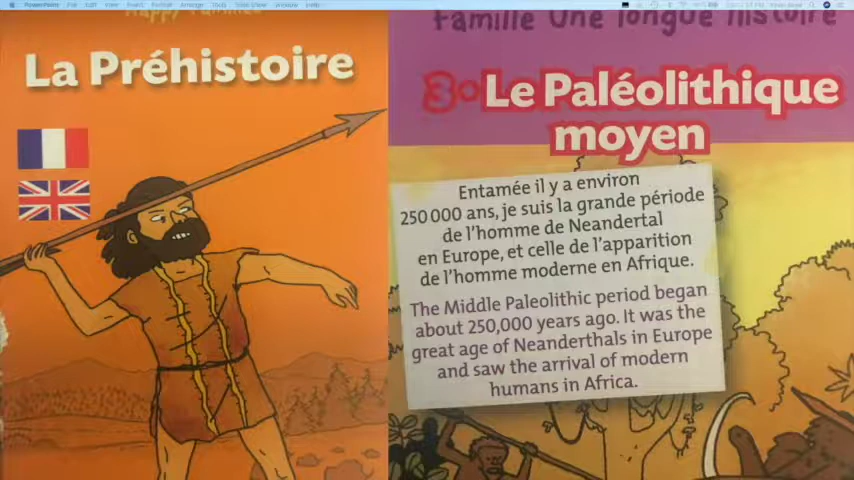 Happy Families
La Préhistoire
Famille Une longue histoire
3• Le Paléolithique
moyen
Entamée il y a environ
250 000 ans, je suis la grande période
de l'homme de Neandertal
en Europe, et celle de l'apparition
de l'homme moderne en Afrique.
The Middle Paleolithic period began
about 250,000 years ago. It was the
great age of Neanderthals in Europe
and saw the arrival of modern
humans in Africa.